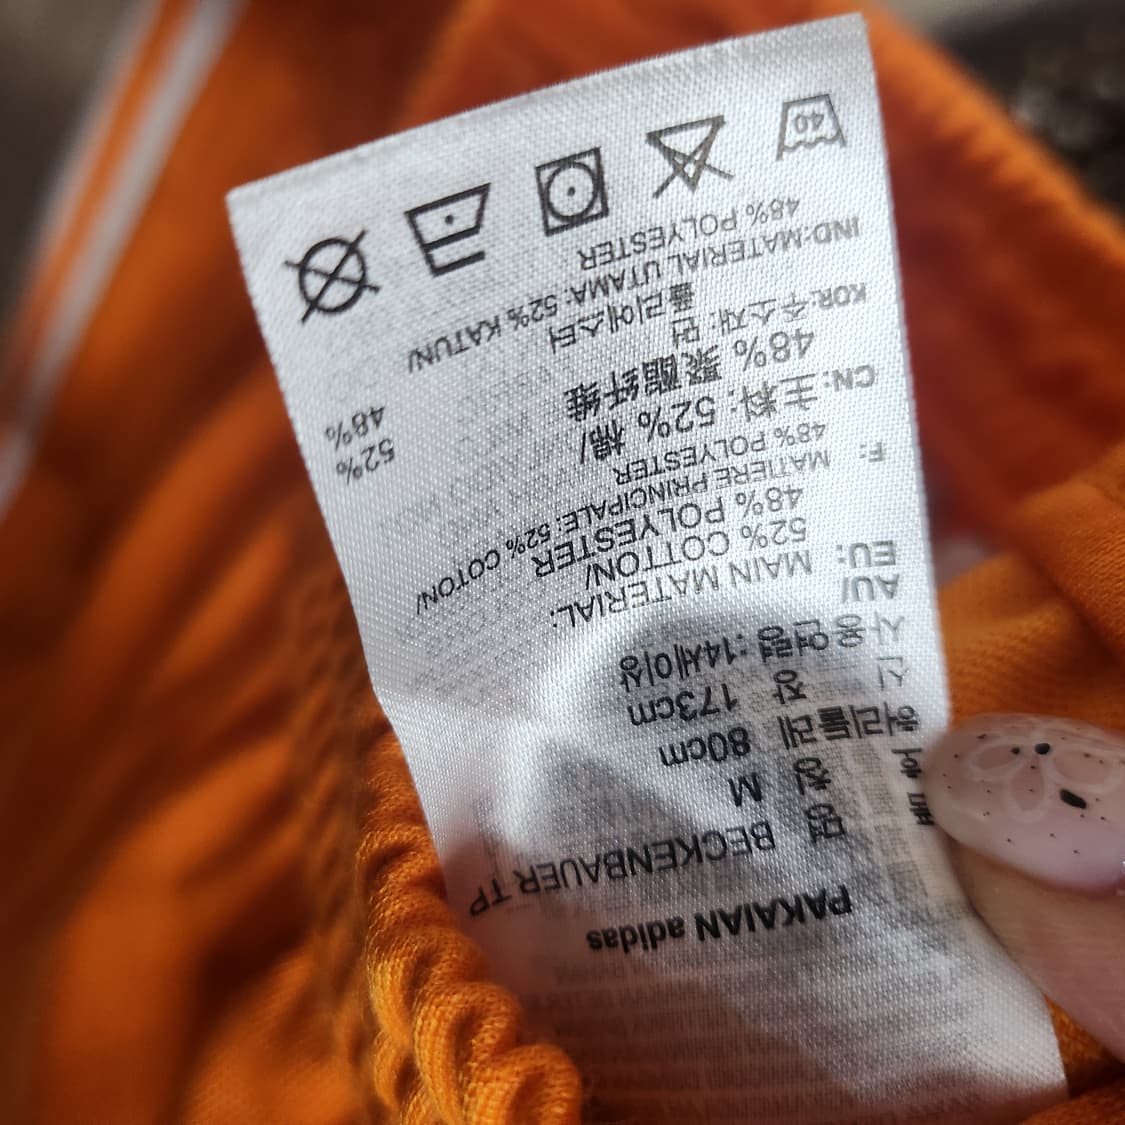 PAKAIAN adidas
품 명 BECKENBAUER TP
호 칭 M
허리둘레 80cm
신 장 173cm
사용연령:14세이상
AU/
EU: MAIN MATERIAL:
52% COTTON/
48% POLYESTER
F: MATIERE PRINCIPALE: 52% COTON/
48% POLYESTER
CN: 主料: 52% 棉/
48% 聚酯纤维
KOR: 주소재: 면 52%
폴리에스터 48%
IND: MATERIAL UTAMA: 52% KATUN/
48% POLYESTER
40